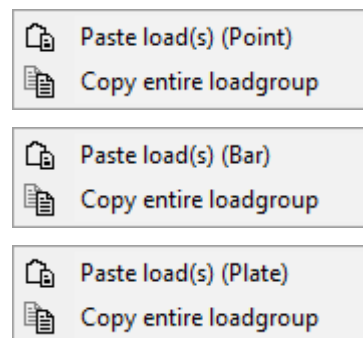 Paste load(s) (Point)
Copy entire loadgroup
Paste load(s) (Bar)
Copy entire loadgroup
Paste load(s) (Plate)
Copy entire loadgroup